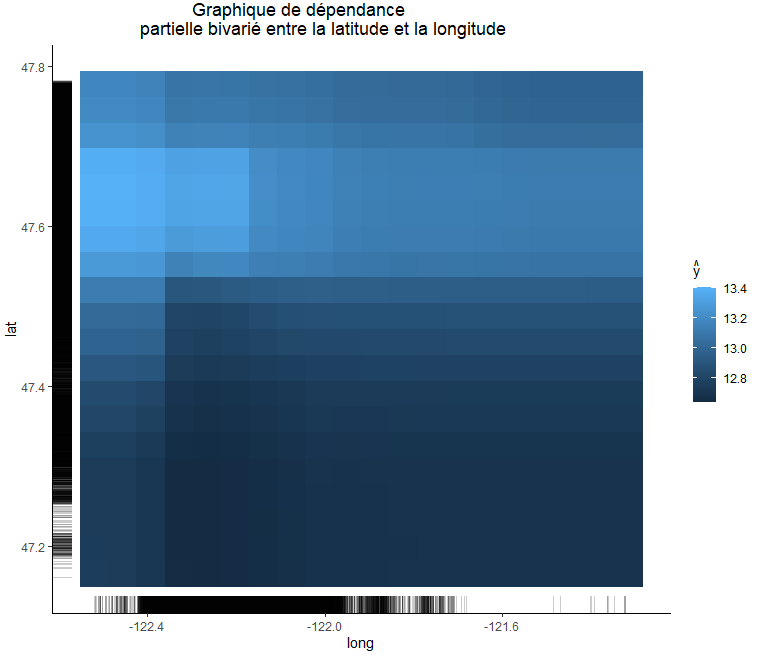 Graphique de dépendance
partielle bivarié entre la latitude et la longitude
47.8
47.6
47.4
47.2
lat
-122.4
-122.0
-121.6
long
^
y
13.4
13.2
13.0
12.8